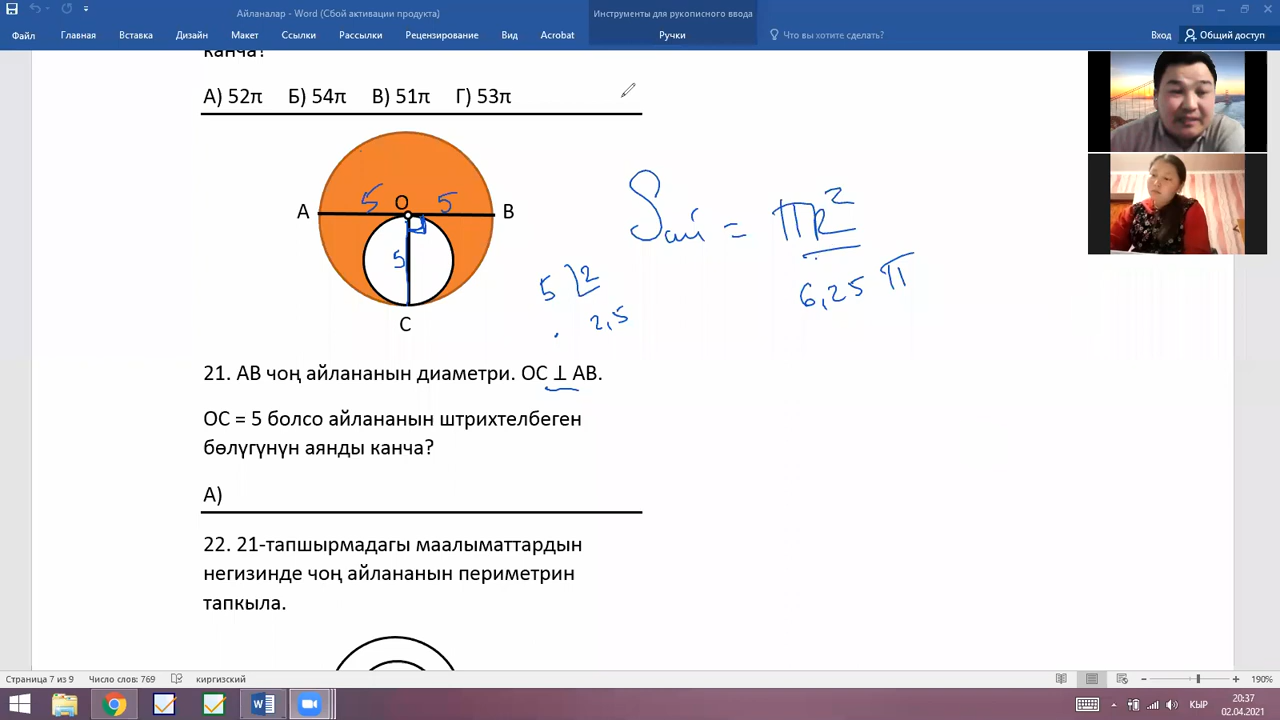 Айланалар - Word (Сбой активации продукта)
Инструменты для рукописного ввода
Файл Главная Вставка Дизайн Макет Ссылки Рассылки Рецензирование Вид Acrobat Ручки Что вы хотите сделать? Вход Общий доступ
канча?
А) 52π Б) 54π В) 51π Г) 53π
5 O 5
A B
5
C
Sай = πR²
6,25 π
5 2
2,5
21. АВ чоң айлананын диаметри. ОС ⊥ АВ.
ОС = 5 болсо айлананын штрихтелбеген
бөлүгүнүн аянды канча?
А)
22. 21-тапшырмадагы маалыматтардын
негизинде чоң айлананын периметрин
тапкыла.
Страница 7 из 9 Число слов: 769 киргизский 190%
КЫР 20:37
02.04.2021